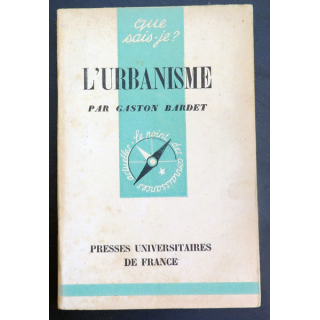 que
sais-je?
L'URBANISME
PAR GASTON BARDET
le point des connaissances actuelles
PRESSES UNIVERSITAIRES
DE FRANCE